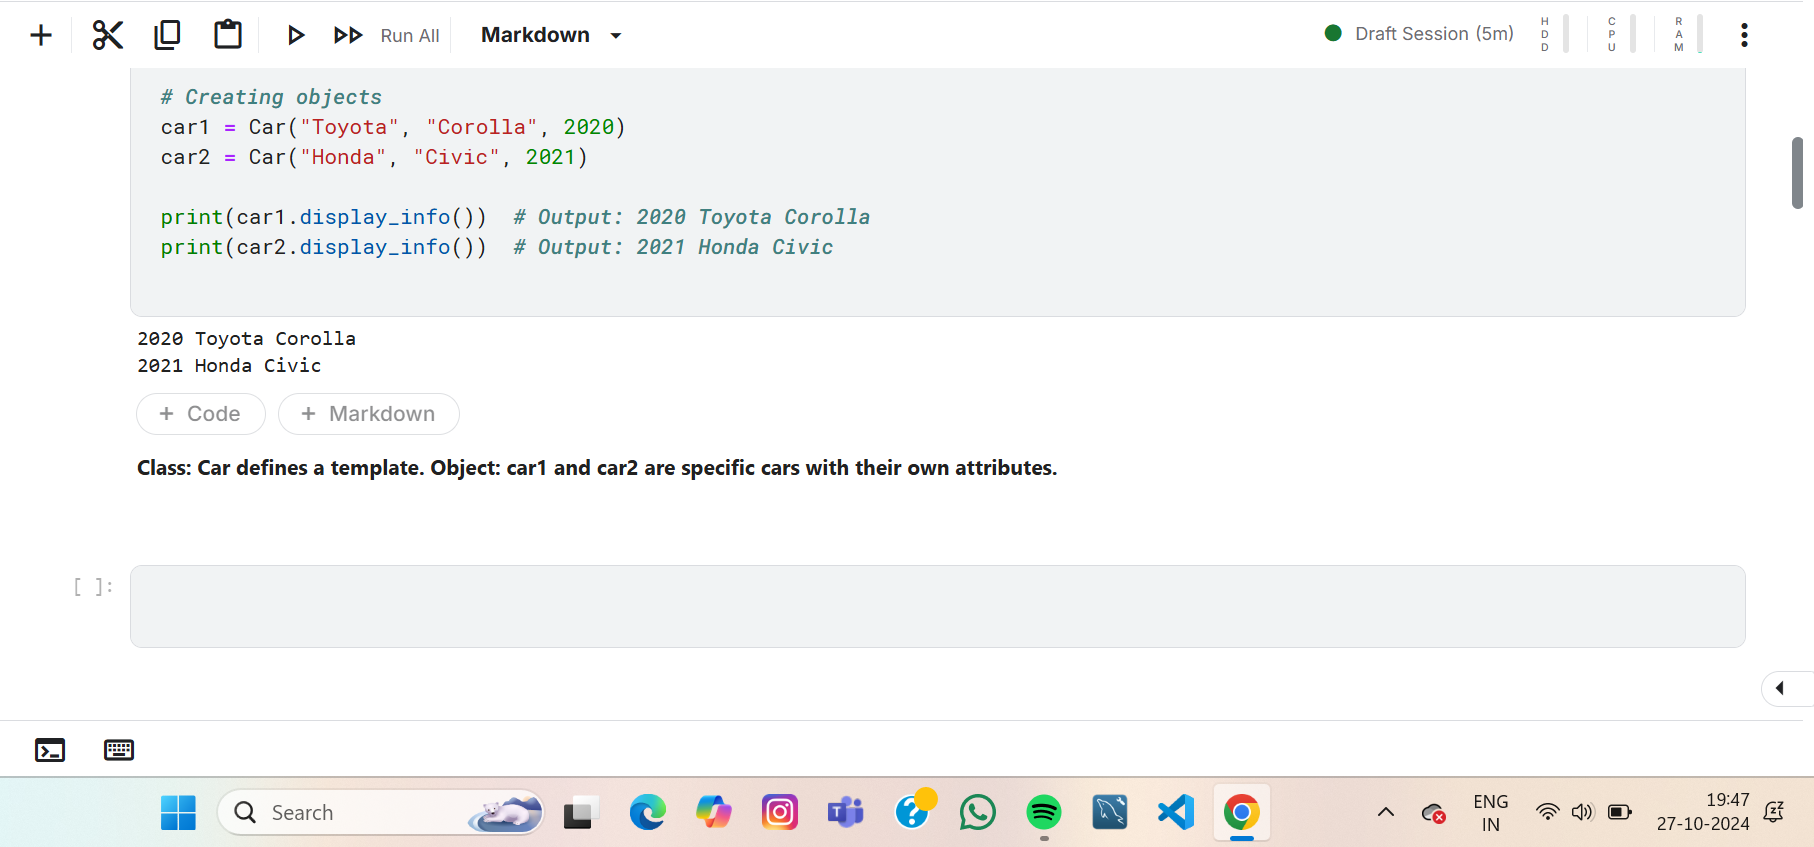 Run All
Markdown
Draft Session (5m)
HDD
CPU
RAM
# Creating objects
car1 = Car("Toyota", "Corolla", 2020)
car2 = Car("Honda", "Civic", 2021)
print(car1.display_info())  # Output: 2020 Toyota Corolla
print(car2.display_info())  # Output: 2021 Honda Civic
2020 Toyota Corolla
2021 Honda Civic
+ Code
+ Markdown
Class: Car defines a template. Object: car1 and car2 are specific cars with their own attributes.
[ ]:
Search
ENG
IN
19:47
27-10-2024